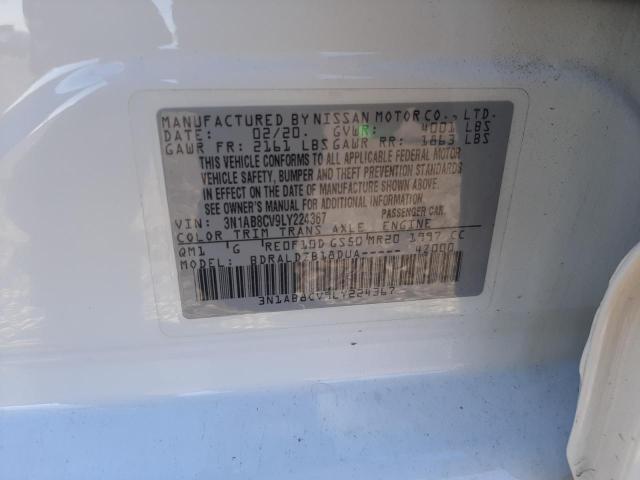 MANUFACTURED BY NISSAN MOTOR CO., LTD.
DATE: 02/20. GVWR: 4001 LBS
GAWR FR: 2161 LBS GAWR RR: 1863 LBS
THIS VEHICLE CONFORMS TO ALL APPLICABLE FEDERAL MOTOR
VEHICLE SAFETY, BUMPER AND THEFT PREVENTION STANDARDS
IN EFFECT ON THE DATE OF MANUFACTURE SHOWN ABOVE.
SEE OWNER'S MANUAL FOR ADDITIONAL INFORMATION
VIN: 3N1AB8CV9LY224367 PASSENGER CAR.
COLOR TRIM TRANS AXLE ENGINE
QM1 G RE0F10D GS50 MR20 1997 CC
MODEL: BDRALD7B18DUA----- 42000
3N1AB8CV9LY224367